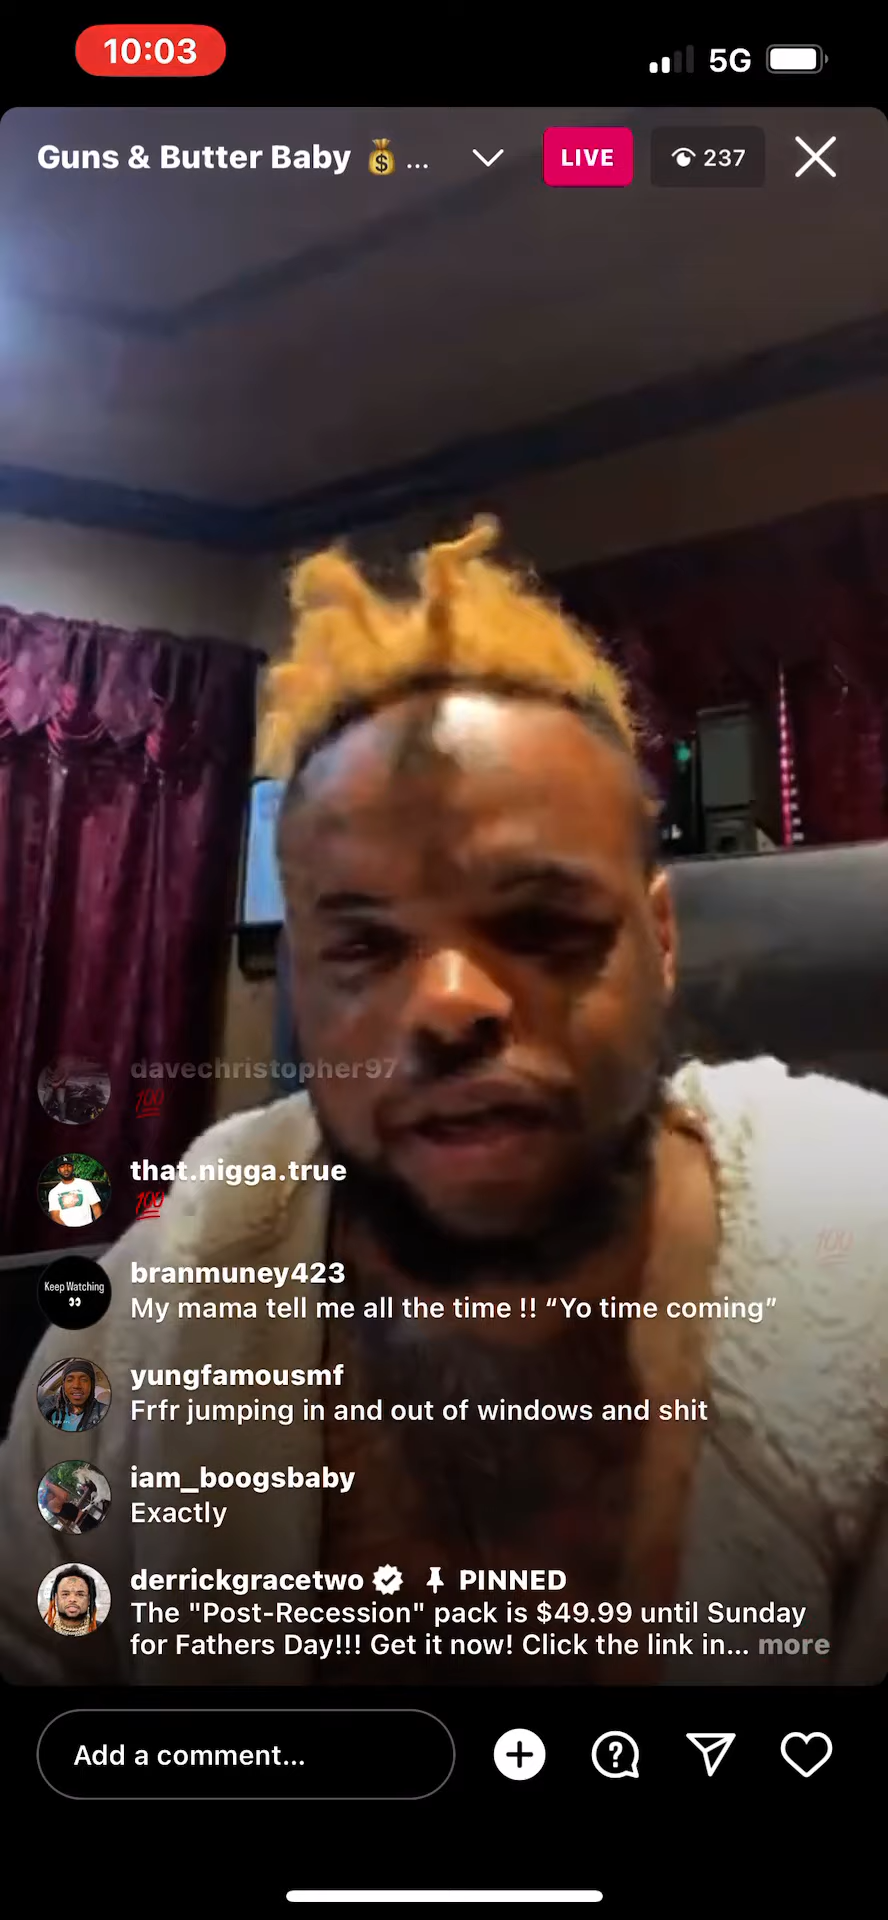 10:03
5G
Guns & Butter Baby 💰 ...
LIVE
237
davechristopher97
💯
that.nigga.true
💯
branmuney423
Keep Watching
👀
My mama tell me all the time !! “Yo time coming”
yungfamousmf
Frfr jumping in and out of windows and shit
iam_boogsbaby
Exactly
derrickgracetwo PINNED
The "Post-Recession" pack is $49.99 until Sunday
for Fathers Day!!! Get it now! Click the link in... more
Add a comment...